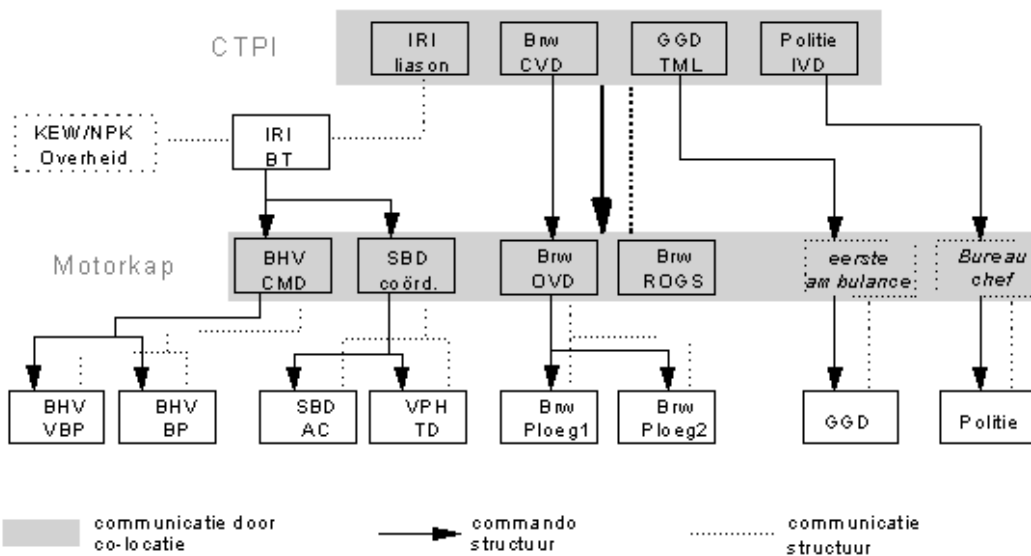 CTPI
IRI
liason
Brw
CVD
GGD
TML
Politie
IVD
KEW/NPK
Overheid
IRI
BT
Motorkap
BHV
CMD
SBD
coörd.
Brw
OVD
Brw
ROGS
eerste
ambulance
Bureau
chef
BHV
VBP
BHV
BP
SBD
AC
VPH
TD
Brw
Ploeg1
Brw
Ploeg2
GGD
Politie
communicatie door
co-locatie
commando
structuur
communicatie
structuur